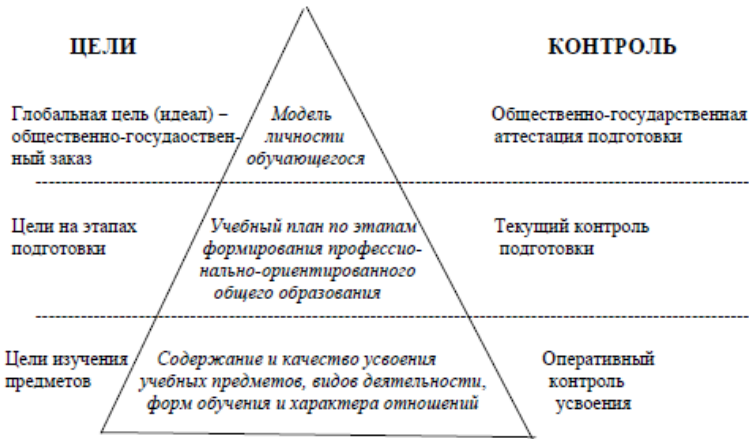 ЦЕЛИ
КОНТРОЛЬ
Глобальная цель (идеал) –
общественно-государствен-
ный заказ
Модель
личности
обучающегося
Общественно-государственная
аттестация подготовки
Цели на этапах
подготовки
Учебный план по этапам
формирования профессио-
нально-ориентированного
общего образования
Текущий контроль
подготовки
Цели изучения
предметов
Содержание и качество усвоения
учебных предметов, видов деятельности,
форм обучения и характера отношений
Оперативный
контроль
усвоения